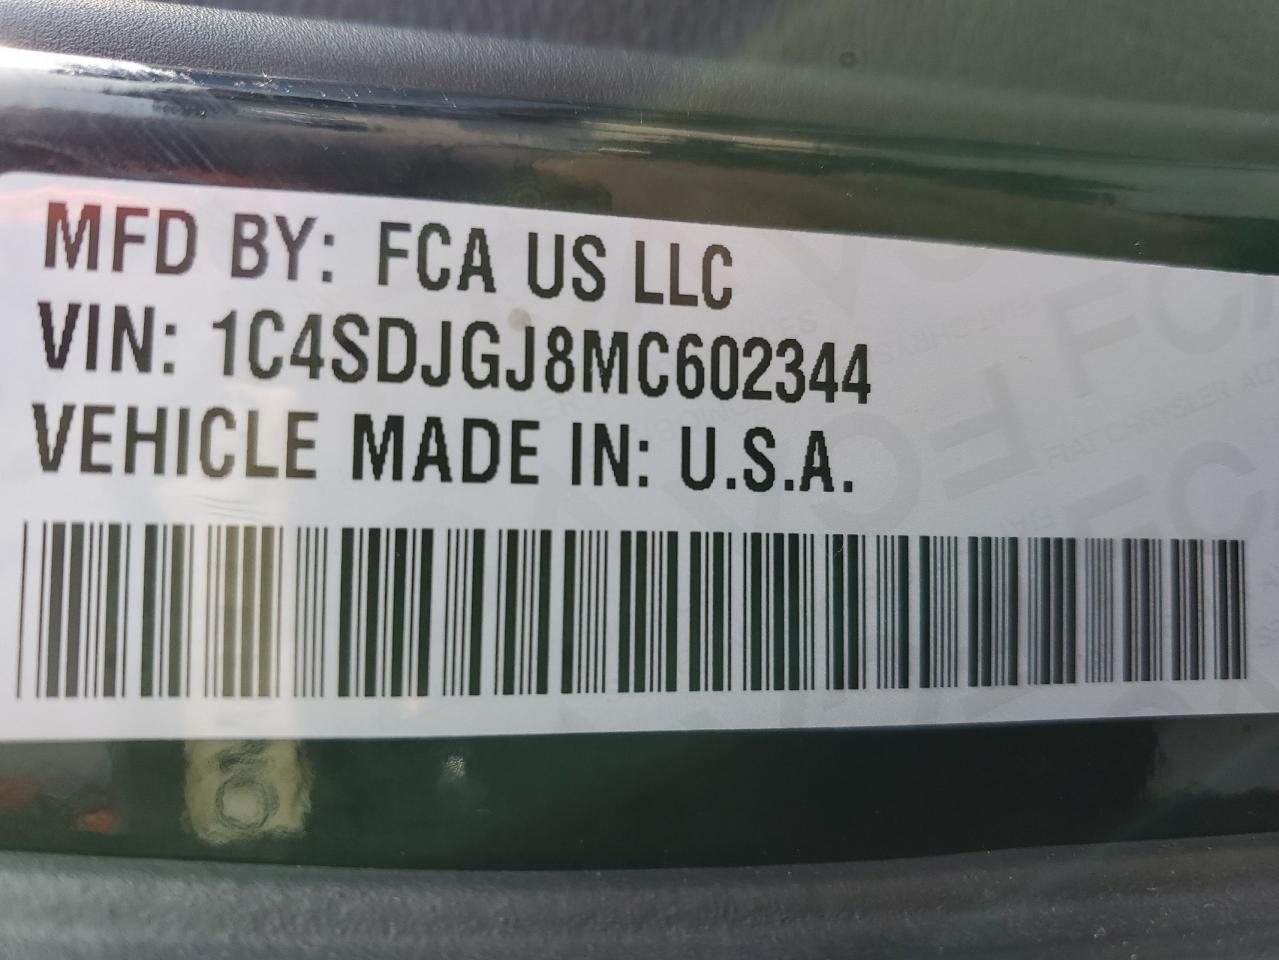 MFD BY: FCA US LLC
VIN: 1C4SDJGJ8MC602344
VEHICLE MADE IN: U.S.A.